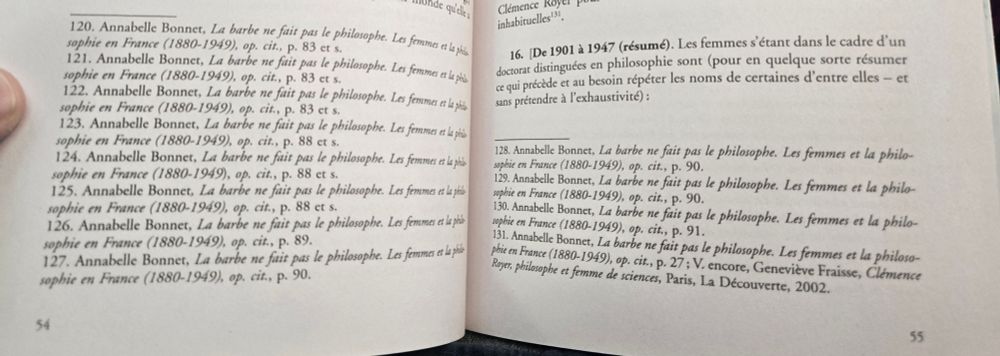 monde qu'elle a
120. Annabelle Bonnet, La barbe ne fait pas le philosophe. Les femmes et la philo-
sophie en France (1880-1949), op. cit., p. 83 et s.
121. Annabelle Bonnet, La barbe ne fait pas le philosophe. Les femmes et la philo-
sophie en France (1880-1949), op. cit., p. 83 et s.
122. Annabelle Bonnet, La barbe ne fait pas le philosophe. Les femmes et la philo-
sophie en France (1880-1949), op. cit., p. 83 et s.
123. Annabelle Bonnet, La barbe ne fait pas le philosophe. Les femmes et la philo-
sophie en France (1880-1949), op. cit., p. 88 et s.
124. Annabelle Bonnet, La barbe ne fait pas le philosophe. Les femmes et la philo-
sophie en France (1880-1949), op. cit., p. 88 et s.
125. Annabelle Bonnet, La barbe ne fait pas le philosophe. Les femmes et la philo-
sophie en France (1880-1949), op. cit., p. 88 et s.
126. Annabelle Bonnet, La barbe ne fait pas le philosophe. Les femmes et la phil-
sophie en France (1880-1949), op. cit., p. 89.
127. Annabelle Bonnet, La barbe ne fait pas le philosophe. Les femmes et la philo-
sophie en France (1880-1949), op. cit., p. 90.
54
Clémence Royer pour
inhabituelles131.
16. [De 1901 à 1947 (résumé). Les femmes s'étant dans le cadre d'un
doctorat distinguées en philosophie sont (pour en quelque sorte résumer
ce qui précède et au besoin répéter les noms de certaines d'entre elles – et
sans prétendre à l'exhaustivité) :
128. Annabelle Bonnet, La barbe ne fait pas le philosophe. Les femmes et la philo-
sophie en France (1880-1949), op. cit., p. 90.
129. Annabelle Bonnet, La barbe ne fait pas le philosophe. Les femmes et la philo-
sophie en France (1880-1949), op. cit., p. 90.
130. Annabelle Bonnet, La barbe ne fait pas le philosophe. Les femmes et la philo-
sophie en France (1880-1949), op. cit., p. 91.
131. Annabelle Bonnet, La barbe ne fait pas le philosophe. Les femmes et la philoso-
phie en France (1880-1949), op. cit., p. 27 ; V. encore, Geneviève Fraisse, Clémence
Royer, philosophe et femme de sciences, Paris, La Découverte, 2002.
55